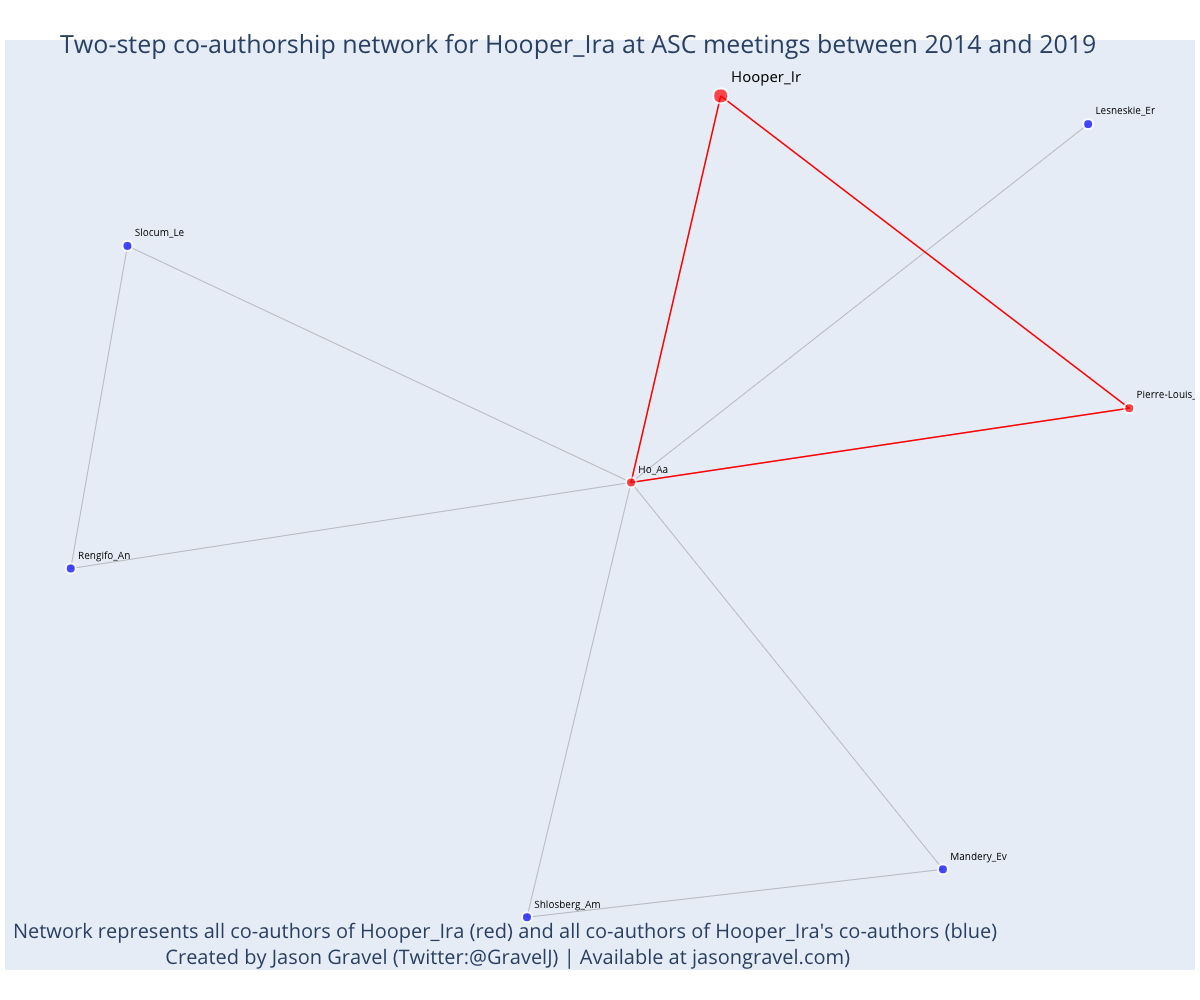 Two-step co-authorship network for Hooper_Ira at ASC meetings between 2014 and 2019
Hooper_Ir
Lesneskie_Er
Slocum_Le
Pierre-Louis_
Ho_Aa
Rengifo_An
Mandery_Ev
Shlosberg_Am
Network represents all co-authors of Hooper_Ira (red) and all co-authors of Hooper_Ira's co-authors (blue)
Created by Jason Gravel (Twitter:@GravelJ) | Available at jasongravel.com)